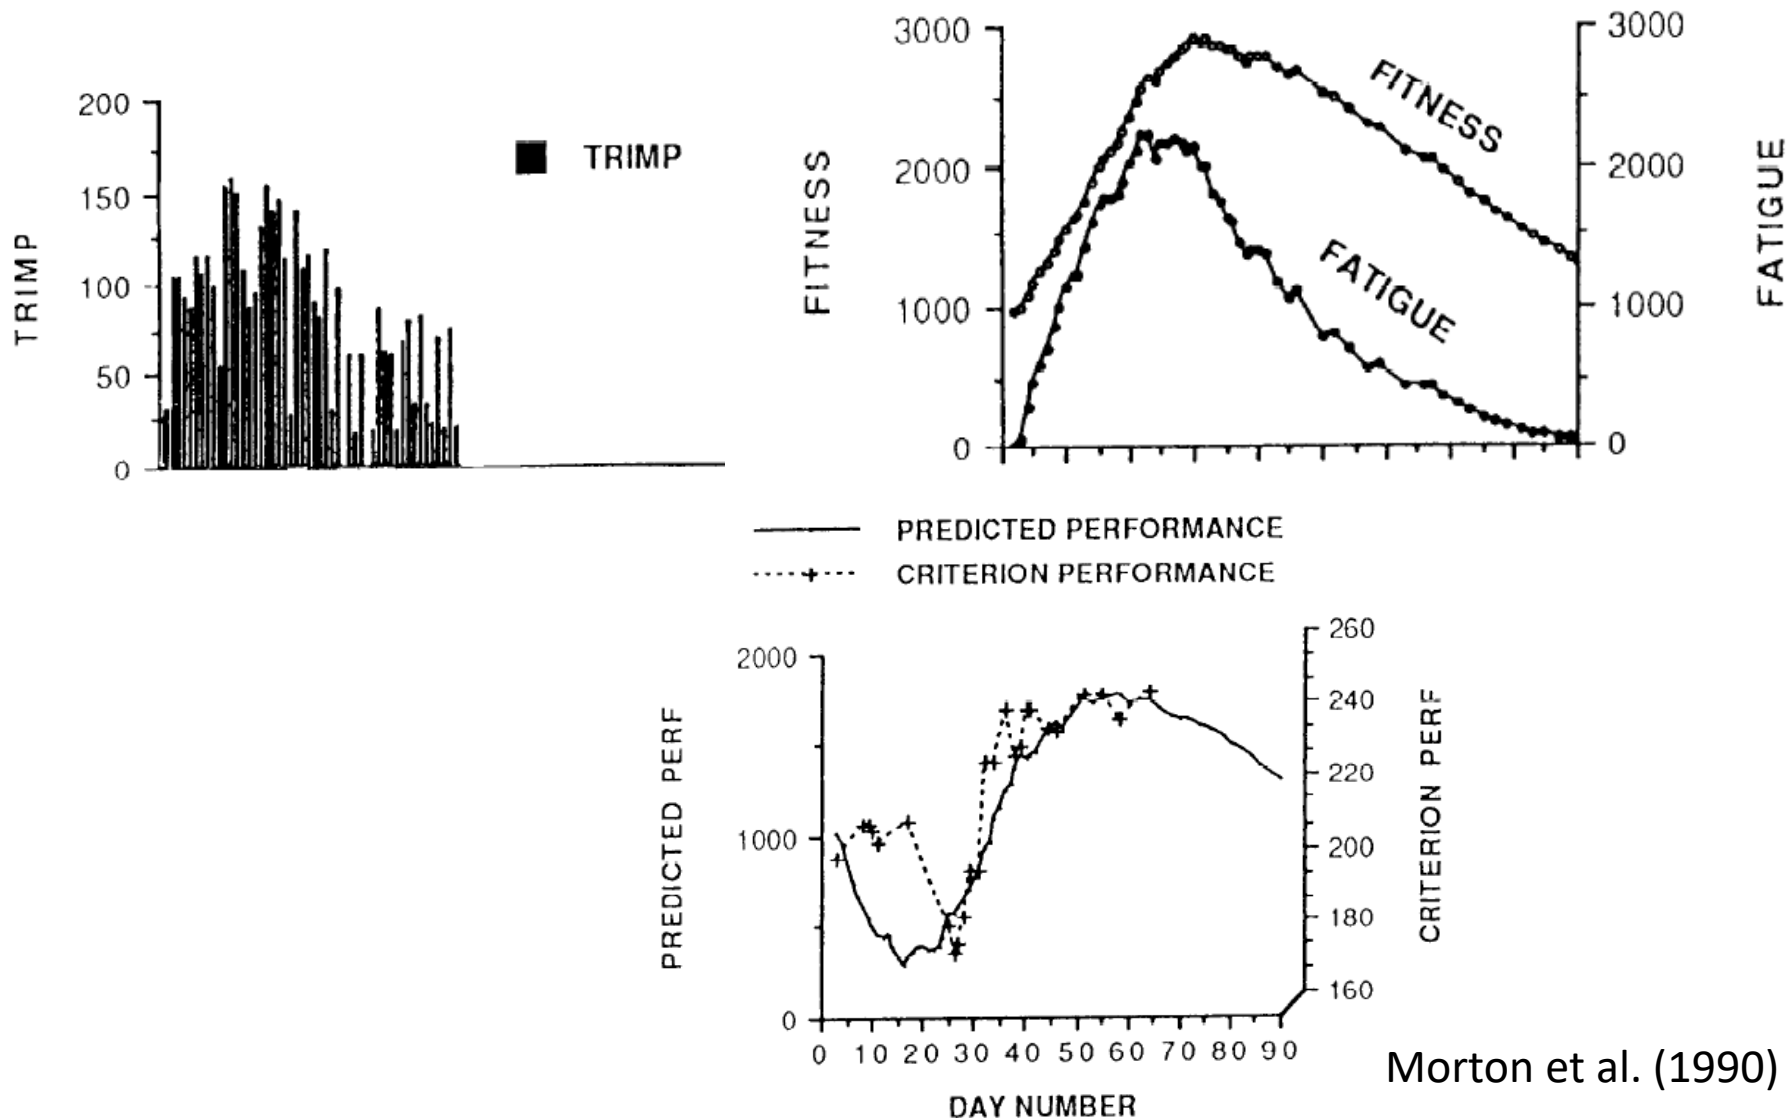 200
150
100
50
0
TRIMP
TRIMP
3000
2000
1000
0
FITNESS
FITNESS
FATIGUE
3000
2000
1000
0
FATIGUE
PREDICTED PERFORMANCE
CRITERION PERFORMANCE
2000
1000
0
PREDICTED PERF
260
240
220
200
180
160
CRITERION PERF
0 10 20 30 40 50 60 70 80 90
DAY NUMBER
Morton et al. (1990)